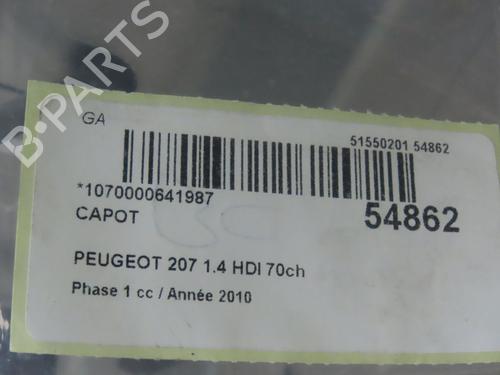 B-PARTS
GA
51550201 54862
*1070000641987
54862
CAPOT
PEUGEOT 207 1.4 HDI 70ch
Phase 1 cc / Année 2010